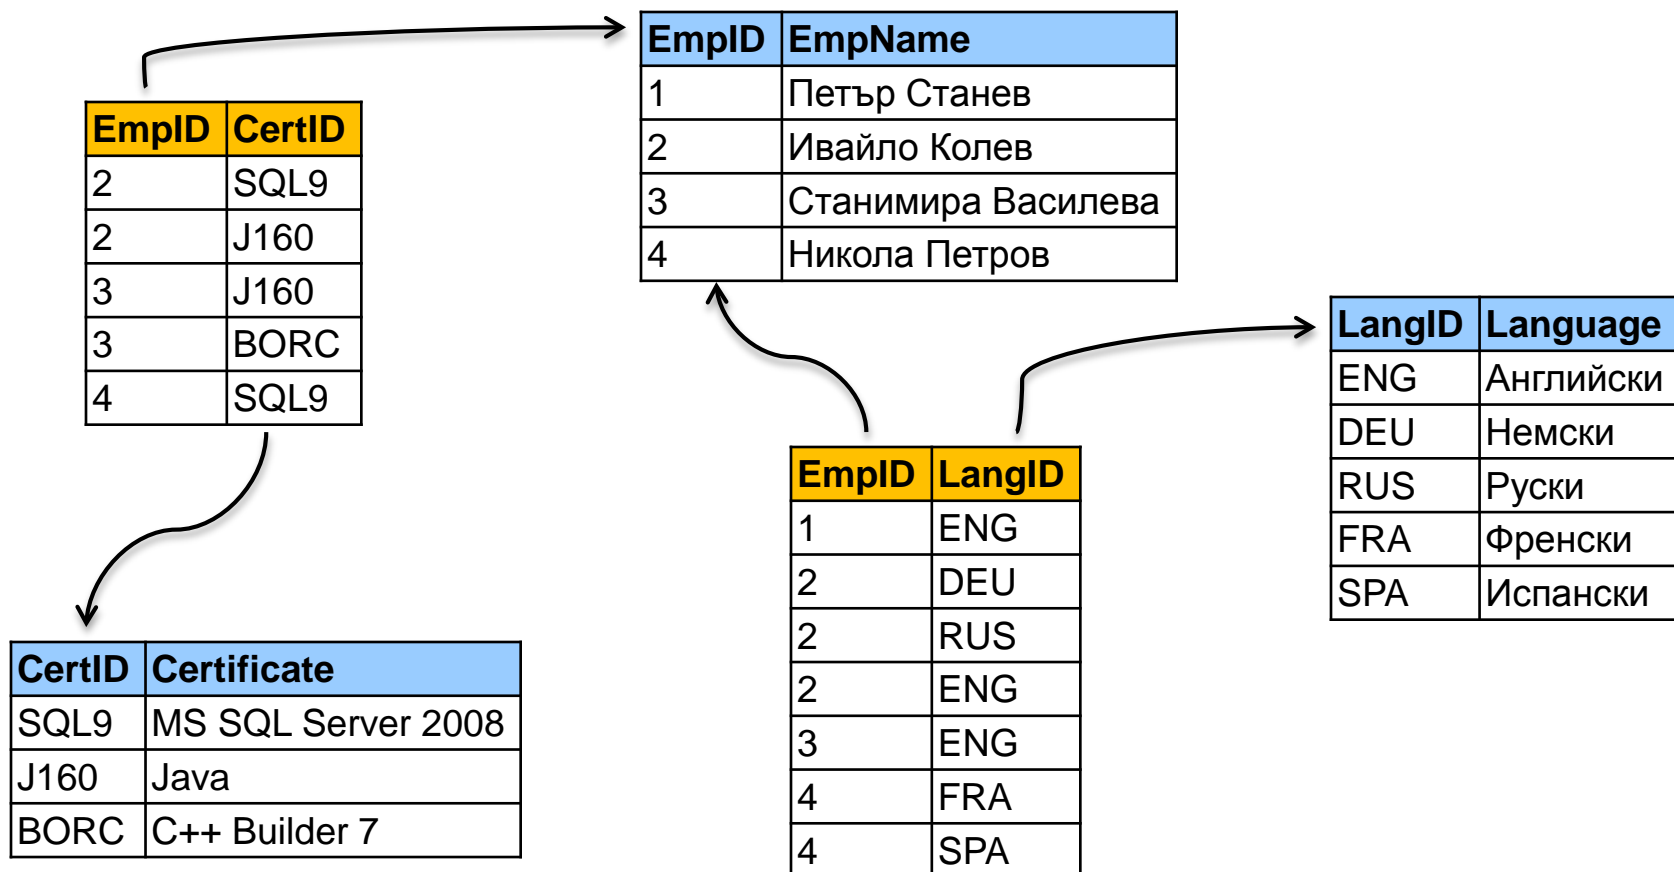 EmpID CertID
2 SQL9
2 J160
3 J160
3 BORC
4 SQL9
EmpID EmpName
1 Петър Станев
2 Ивайло Колев
3 Станимира Василева
4 Никола Петров
LangID Language
ENG Английски
DEU Немски
RUS Руски
FRA Френски
SPA Испански
EmpID LangID
1 ENG
2 DEU
2 RUS
2 ENG
3 ENG
4 FRA
4 SPA
CertID Certificate
SQL9 MS SQL Server 2008
J160 Java
BORC C++ Builder 7